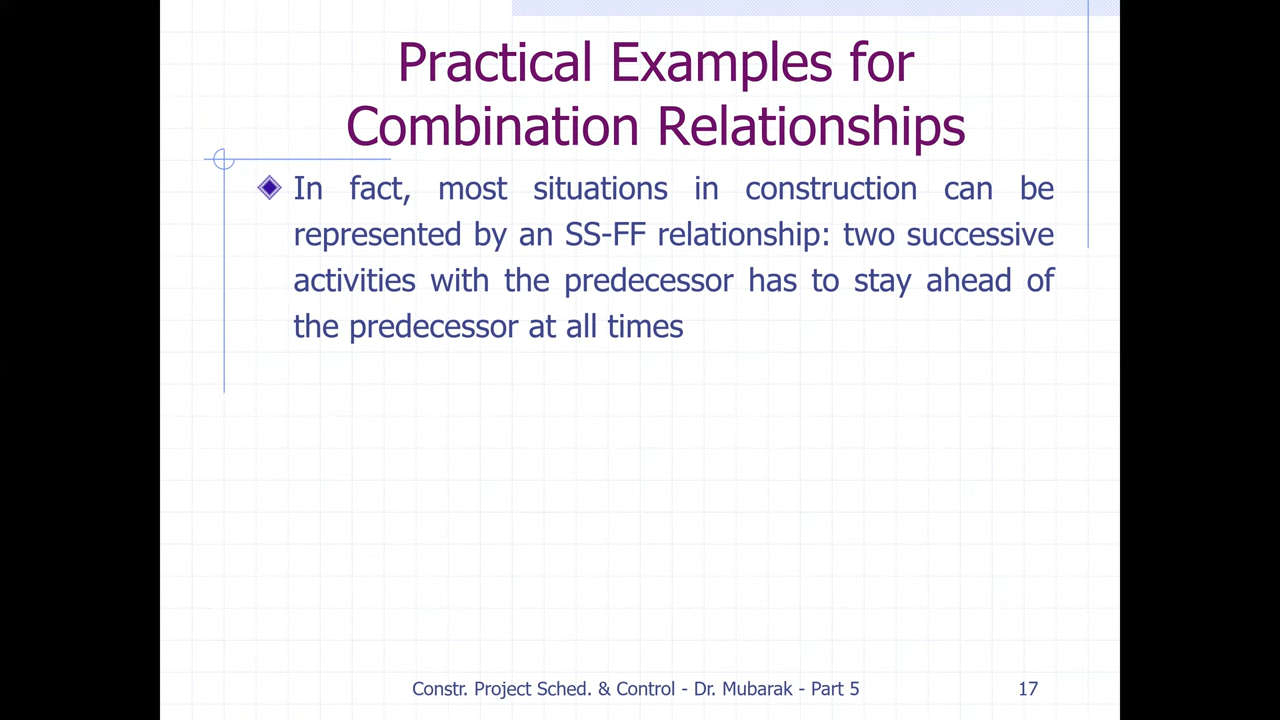 Practical Examples for
Combination Relationships
In fact, most situations in construction can be
represented by an SS-FF relationship: two successive
activities with the predecessor has to stay ahead of
the predecessor at all times
Constr. Project Sched. & Control - Dr. Mubarak - Part 5
17